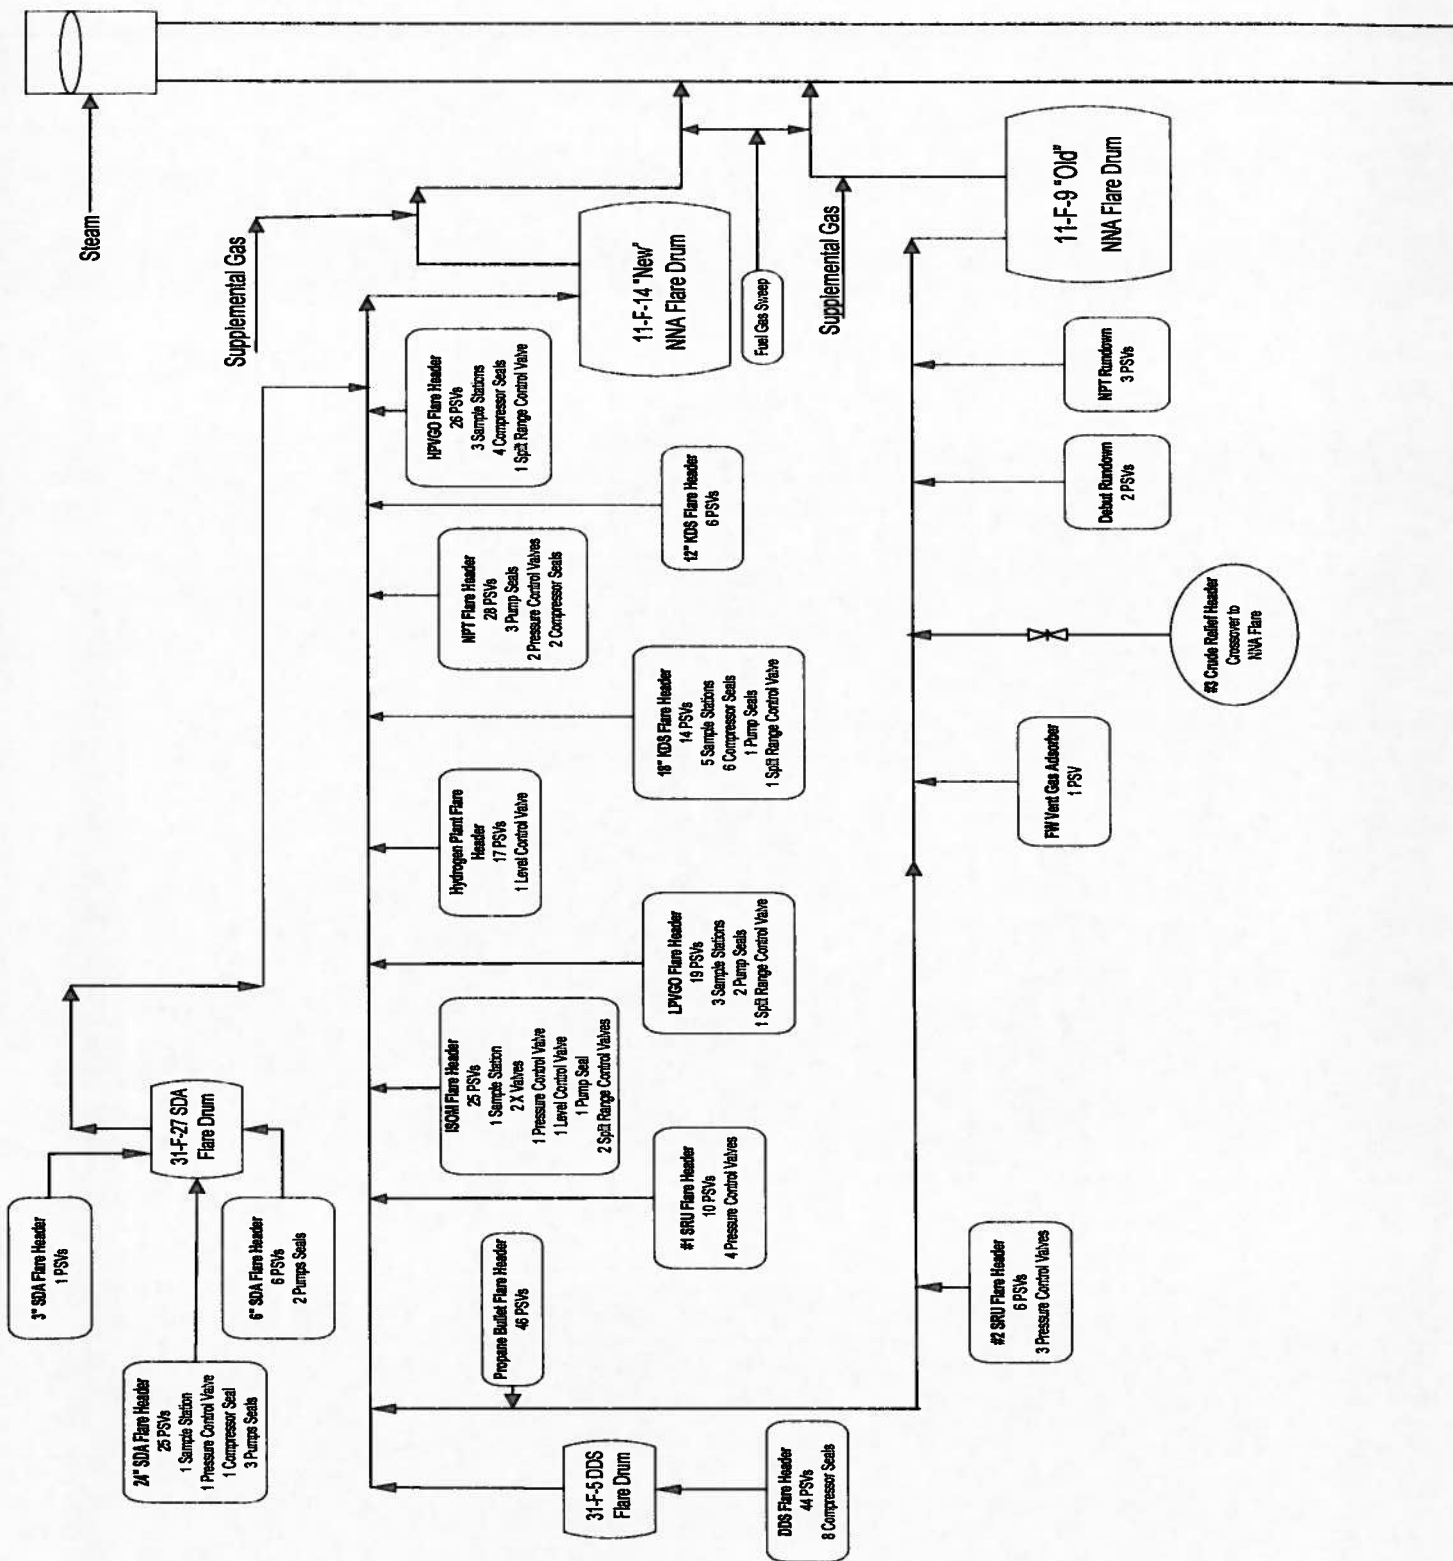 Steam
Supplemental Gas
11-F-14 "New"
NNA Flare Drum
Fuel Gas Sweep
Supplemental Gas
11-F-9 "Old"
NNA Flare Drum
HPVGO Flare Header
26 PSVs
3 Sample Stations
4 Compressor Seals
1 Split Range Control Valve
12" KDS Flare Header
6 PSVs
NPT Rundown
3 PSVs
Debut Rundown
2 PSVs
NPT Flare Header
28 PSVs
3 Pump Seals
2 Pressure Control Valves
2 Compressor Seals
18" KDS Flare Header
14 PSVs
5 Sample Stations
6 Compressor Seals
1 Pump Seals
1 Split Range Control Valve
#3 Crude Relief Header
Crossover to
NNA Flare
Hydrogen Plant Flare
Header
17 PSVs
1 Level Control Valve
FW Vent Gas Adsorber
1 PSV
LPVGO Flare Header
19 PSVs
3 Sample Stations
2 Pump Seals
1 Split Range Control Valve
ISOM Flare Header
25 PSVs
1 Sample Station
2 X Valves
1 Pressure Control Valve
1 Level Control Valve
1 Pump Seal
2 Split Range Control Valves
31-F-27 SDA
Flare Drum
#1 SRU Flare Header
10 PSVs
4 Pressure Control Valves
3" SDA Flare Header
1 PSVs
6" SDA Flare Header
6 PSVs
2 Pumps Seals
Propane Bullet Flare Header
46 PSVs
#2 SRU Flare Header
6 PSVs
3 Pressure Control Valves
24" SDA Flare Header
25 PSVs
1 Sample Station
1 Pressure Control Valve
1 Compressor Seal
3 Pumps Seals
31-F-5 DDS
Flare Drum
DDS Flare Header
44 PSVs
8 Compressor Seals